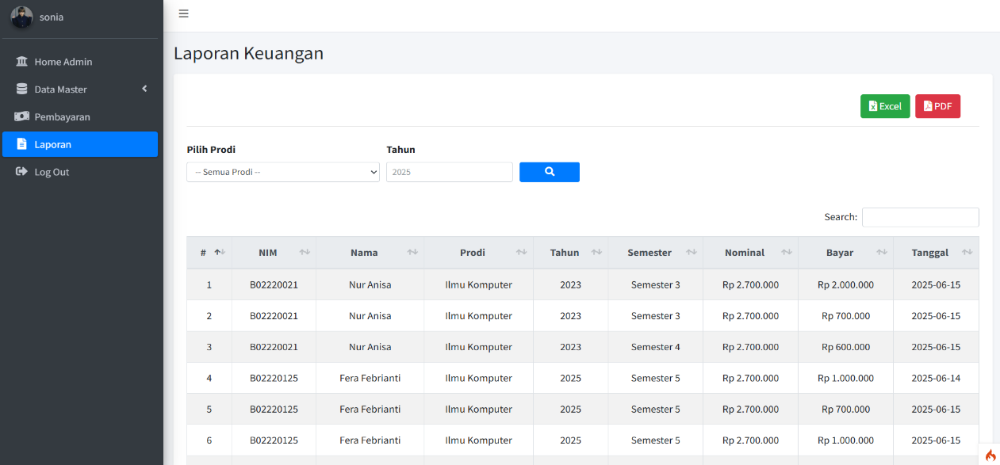 sonia
Home Admin
Data Master
Pembayaran
Laporan
Log Out
Laporan Keuangan
Excel PDF
Pilih Prodi Tahun
-- Semua Prodi -- 2025
Search:
# NIM Nama Prodi Tahun Semester Nominal Bayar Tanggal
1 B02220021 Nur Anisa Ilmu Komputer 2023 Semester 3 Rp 2.700.000 Rp 2.000.000 2025-06-15
2 B02220021 Nur Anisa Ilmu Komputer 2023 Semester 3 Rp 2.700.000 Rp 700.000 2025-06-15
3 B02220021 Nur Anisa Ilmu Komputer 2023 Semester 4 Rp 2.700.000 Rp 600.000 2025-06-15
4 B02220125 Fera Febrianti Ilmu Komputer 2025 Semester 5 Rp 2.700.000 Rp 1.000.000 2025-06-14
5 B02220125 Fera Febrianti Ilmu Komputer 2025 Semester 5 Rp 2.700.000 Rp 700.000 2025-06-15
6 B02220125 Fera Febrianti Ilmu Komputer 2025 Semester 5 Rp 2.700.000 Rp 1.000.000 2025-06-15